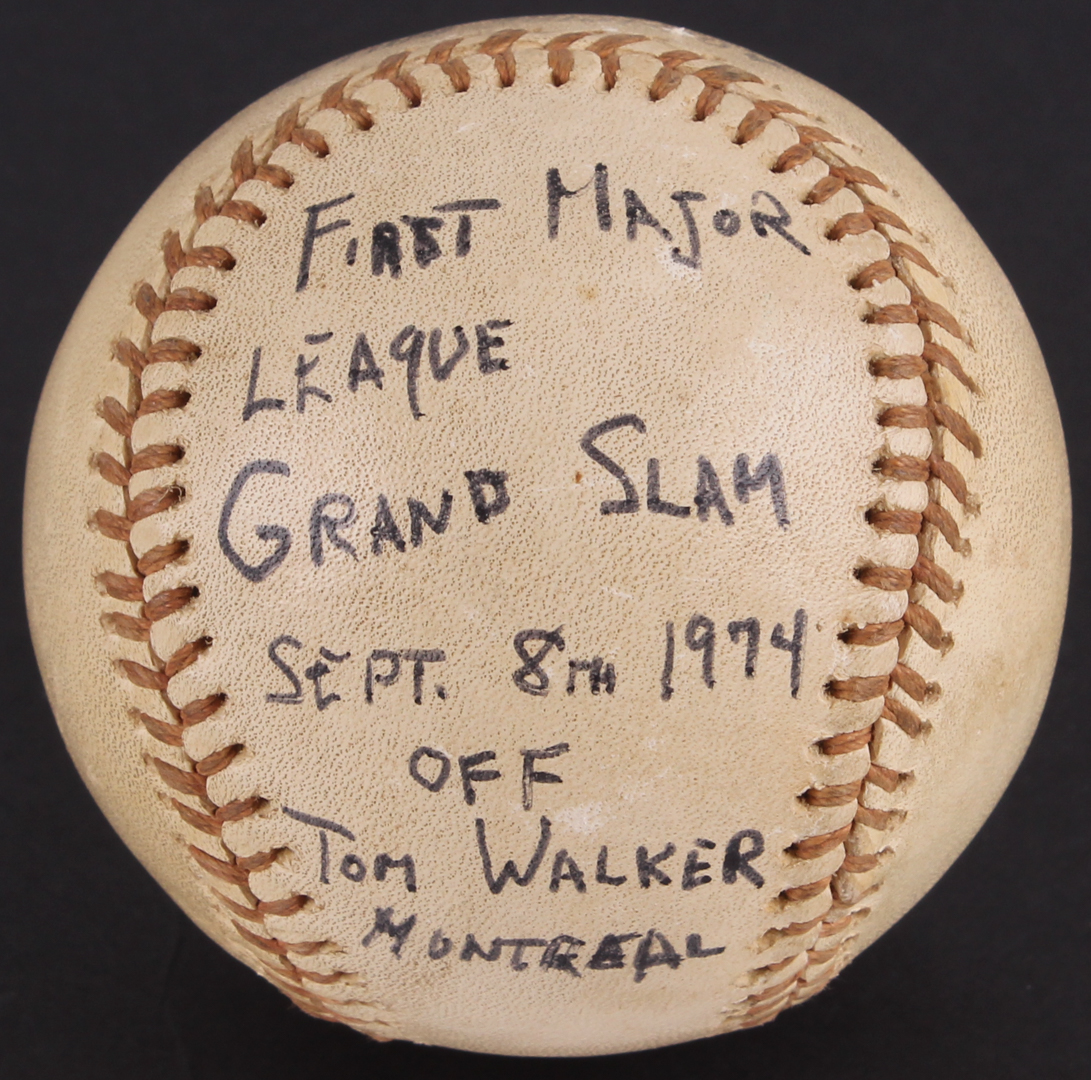 FIRST MAJOR
LEAGUE
GRAND SLAM
SEPT. 8TH 1974
OFF
TOM WALKER
MONTREAL